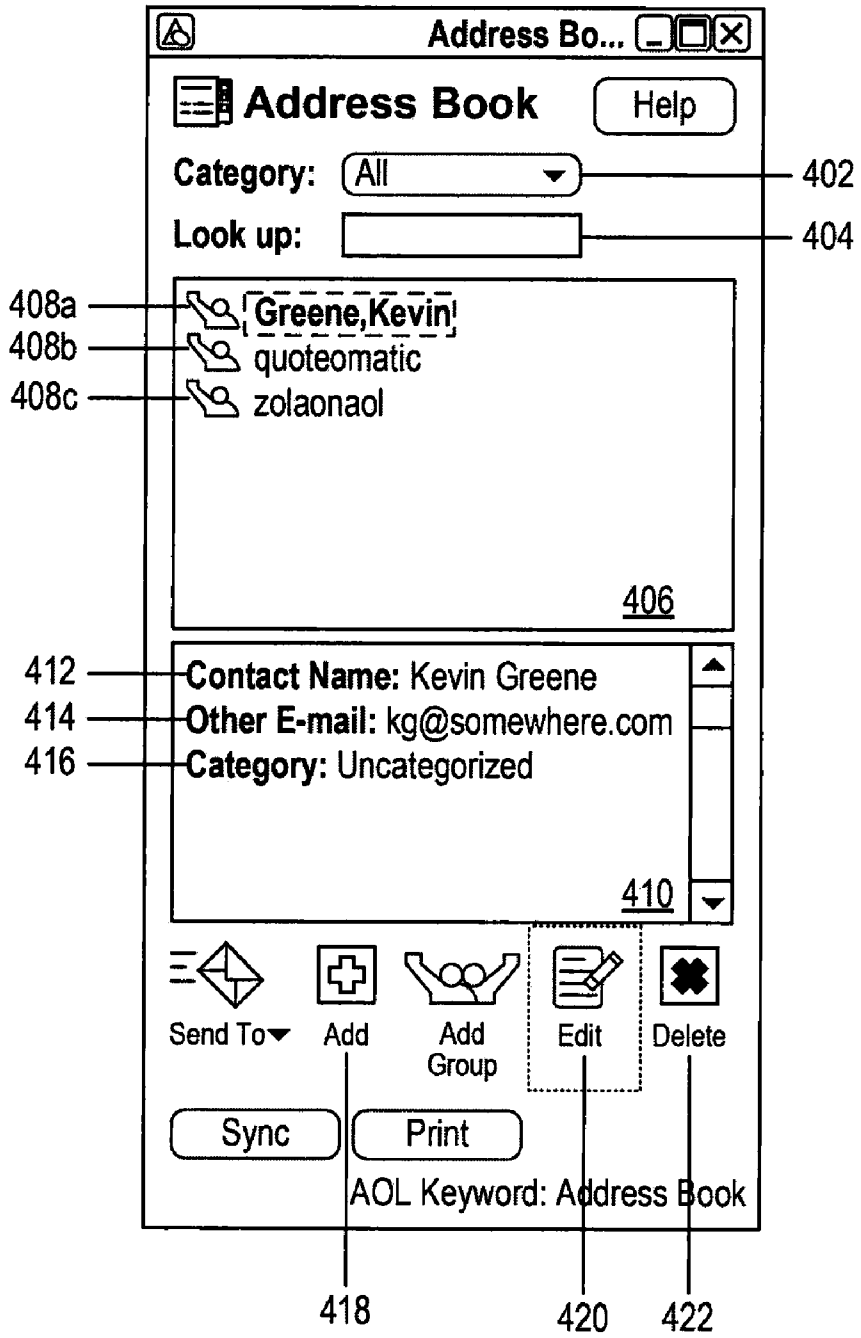 Address Bo...
Address Book Help
Category: All 402
Look up: 404
408a Greene,Kevin
408b quoteomatic
408c zolaonaol
406
412 Contact Name: Kevin Greene
414 Other E-mail: kg@somewhere.com
416 Category: Uncategorized
410
Send To Add Add Group Edit Delete
Sync Print
AOL Keyword: Address Book
418 420 422